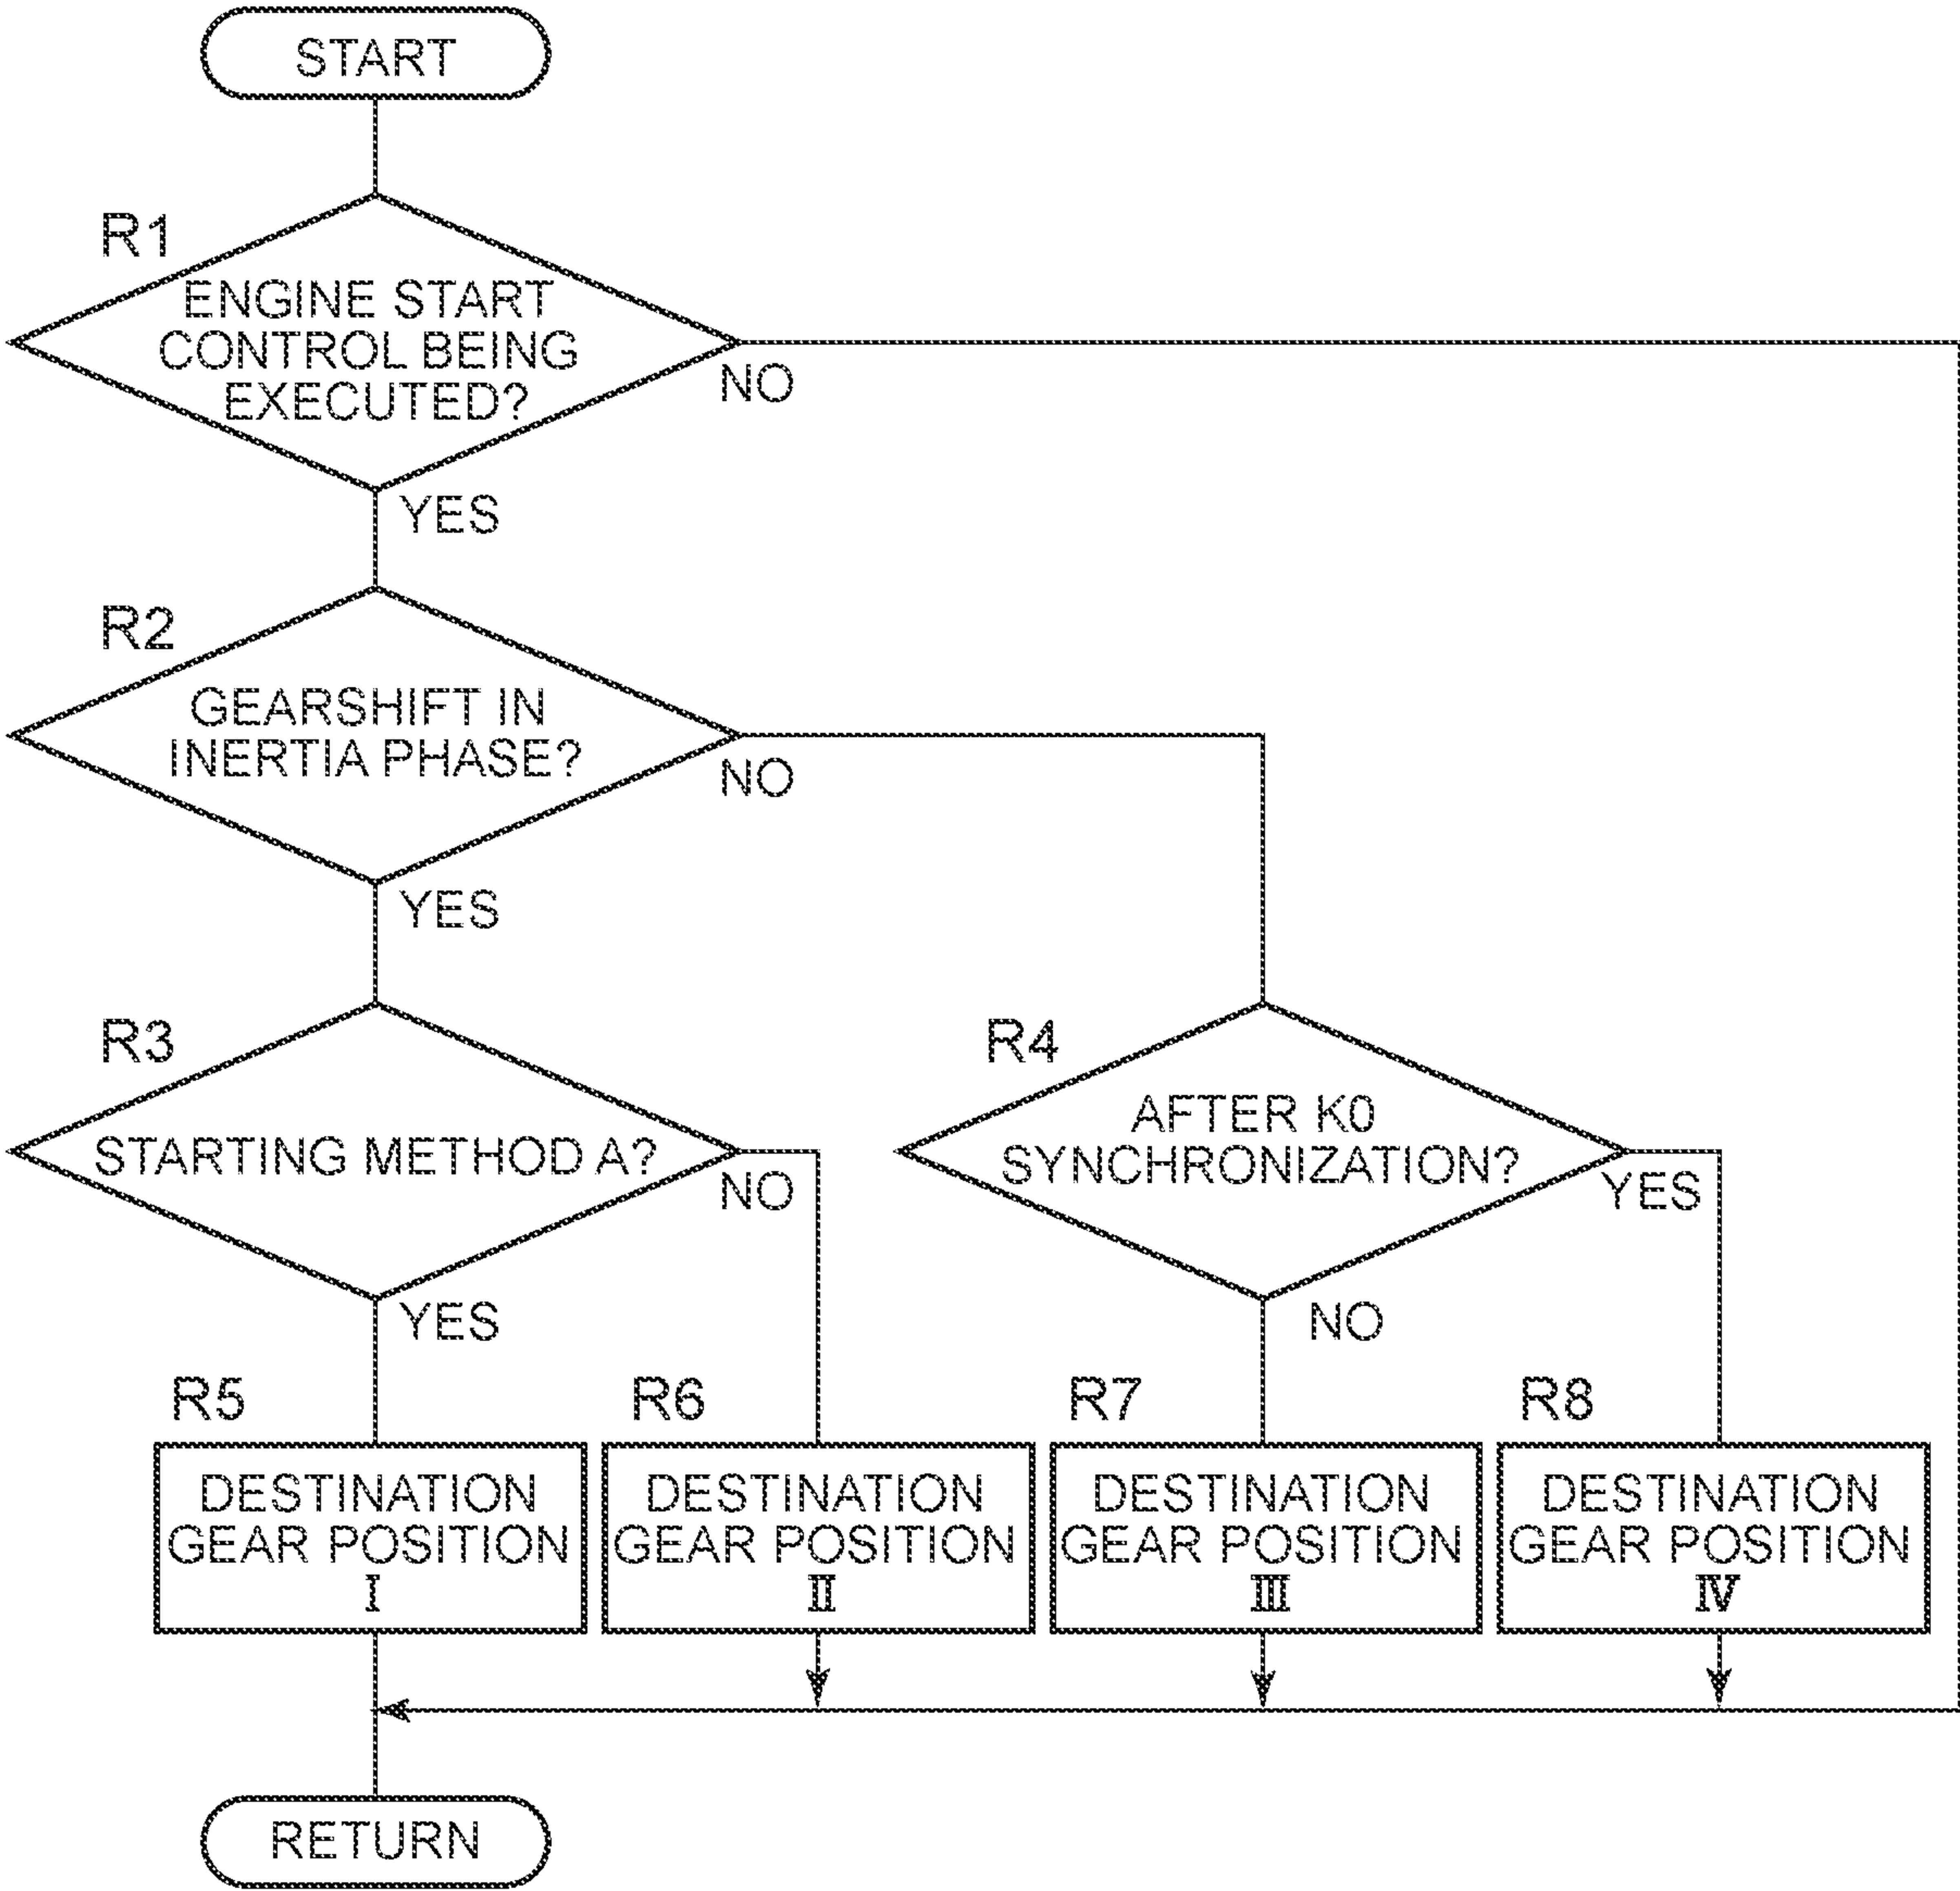 START
R1
ENGINE START
CONTROL BEING
EXECUTED?
NO
YES
R2
GEARSHIFT IN
INERTIA PHASE?
NO
YES
R3
STARTING METHOD A?
NO
YES
R4
AFTER K0
SYNCHRONIZATION?
YES
NO
R5
DESTINATION
GEAR POSITION
I
R6
DESTINATION
GEAR POSITION
II
R7
DESTINATION
GEAR POSITION
III
R8
DESTINATION
GEAR POSITION
IV
RETURN